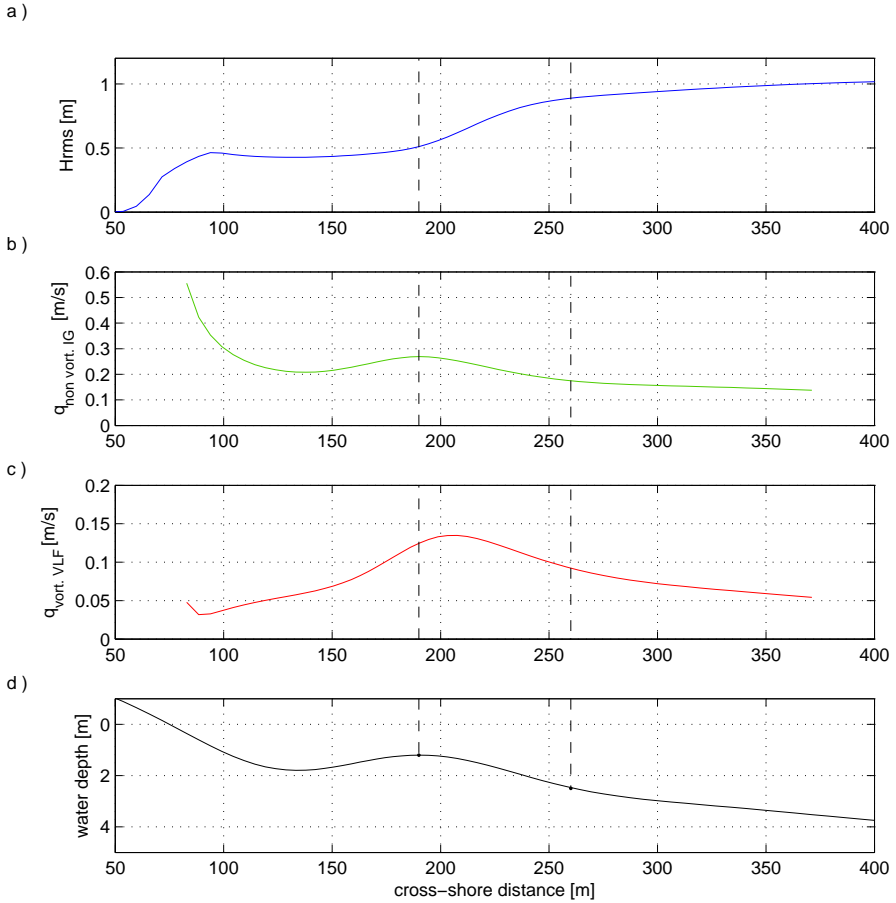 a )
Hrms [m]
1
0.5
0
50 100 150 200 250 300 350 400
b )
q non vort. IG [m/s]
0.6
0.5
0.4
0.3
0.2
0.1
0
50 100 150 200 250 300 350 400
c )
q vort. VLF [m/s]
0.2
0.15
0.1
0.05
0
50 100 150 200 250 300 350 400
d )
water depth [m]
0
2
4
50 100 150 200 250 300 350 400
cross−shore distance [m]